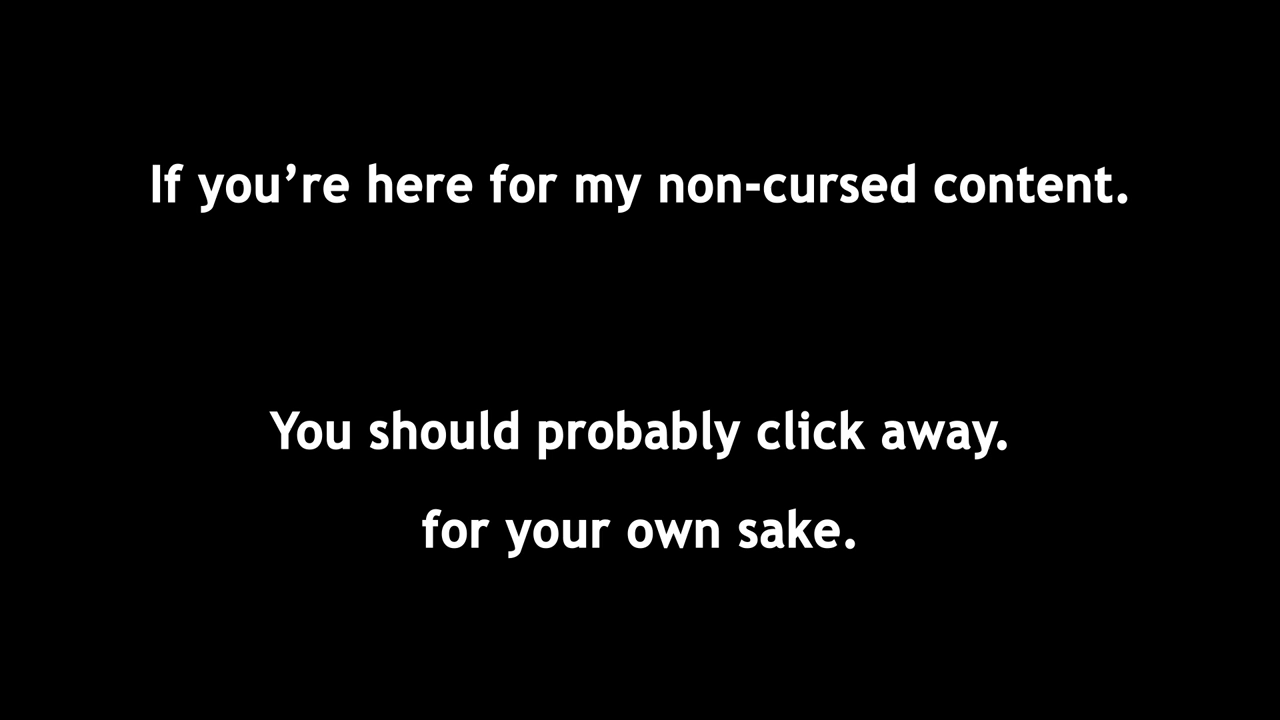 If you’re here for my non-cursed content.
You should probably click away.
for your own sake.